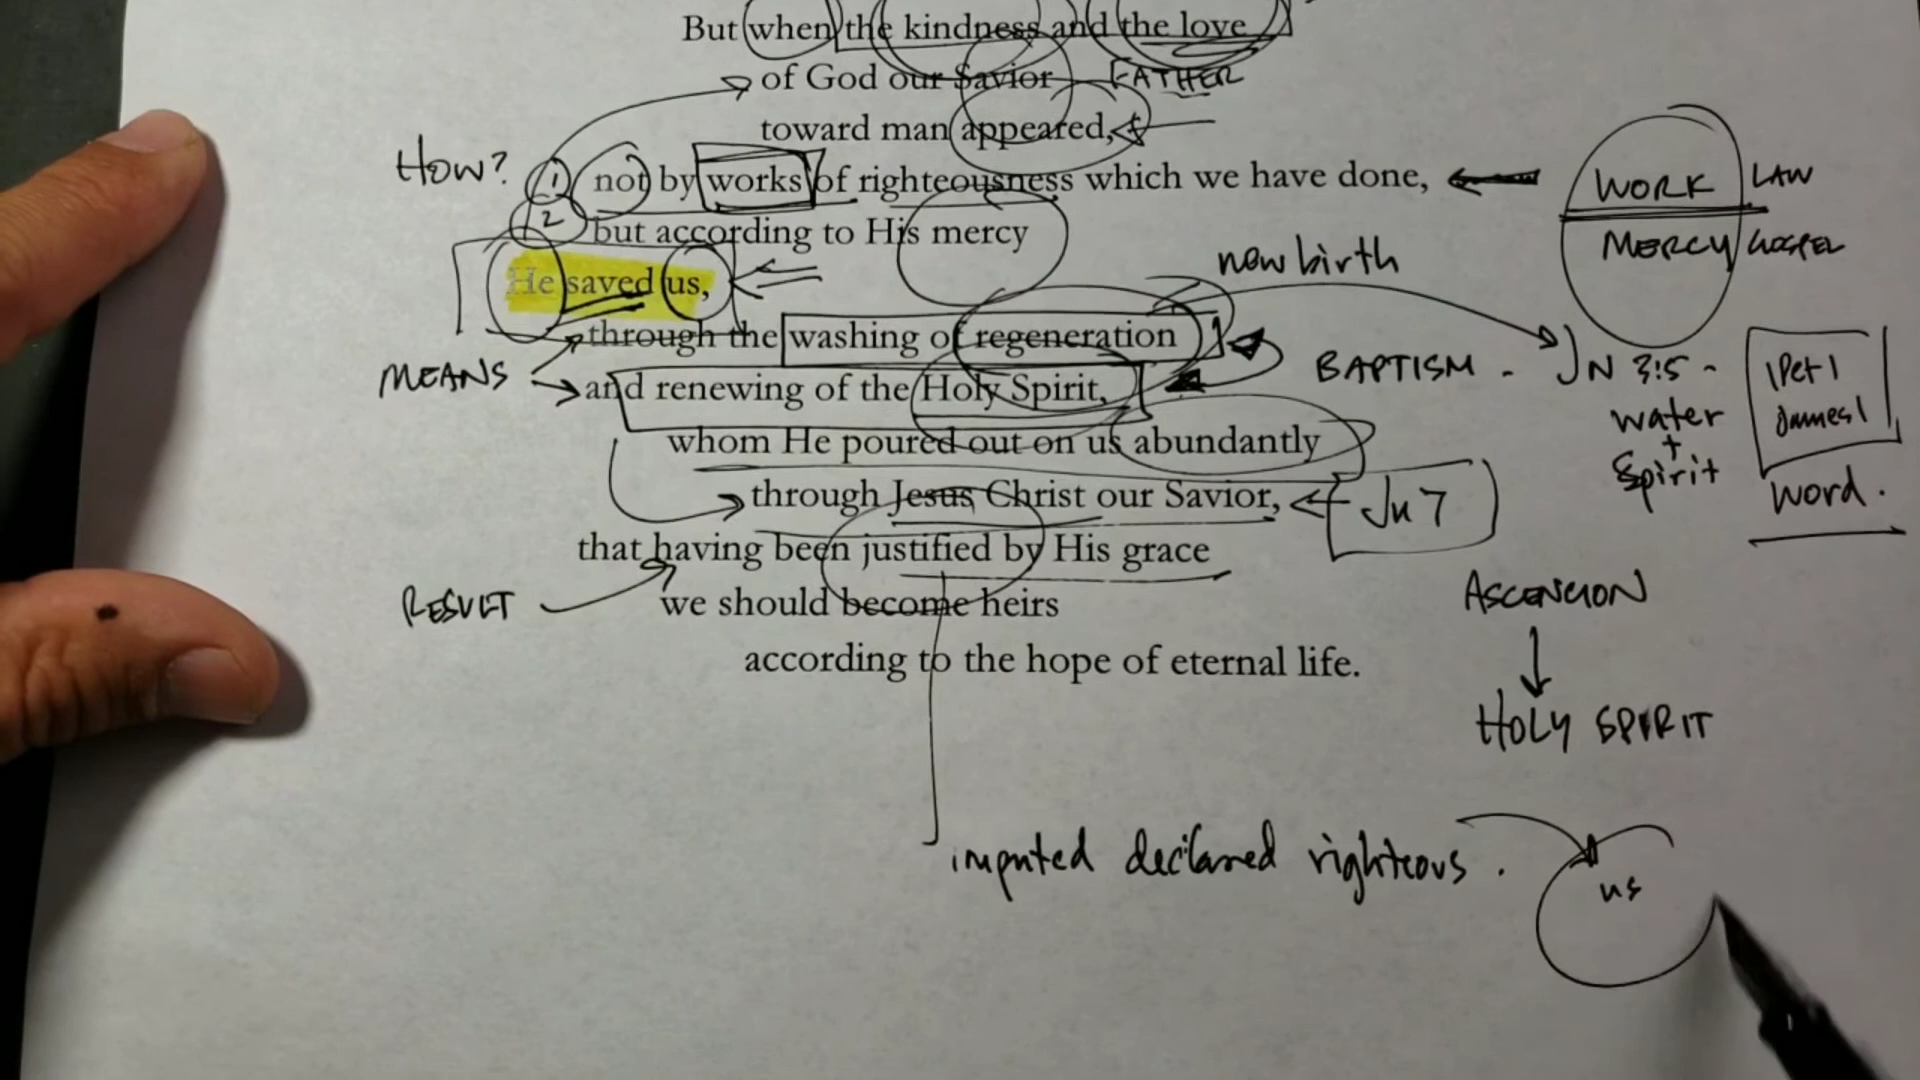 But when the kindness and the love
of God our Savior FATHER
toward man appeared,
How? 1 not by works of righteousness which we have done,
WORK LAW
2 but according to His mercy
MERCY GOSPEL
new birth
He saved us,
through the washing of regeneration
MEANS
BAPTISM - JN 3:5 -
1 Pet 1
James 1
and renewing of the Holy Spirit,
water
+
Spirit
word.
whom He poured out on us abundantly
through Jesus Christ our Savior,
Jn 7
that having been justified by His grace
RESULT
we should become heirs
ASCENCION
according to the hope of eternal life.
HOLY SPIRIT
imputed declared righteous.
us